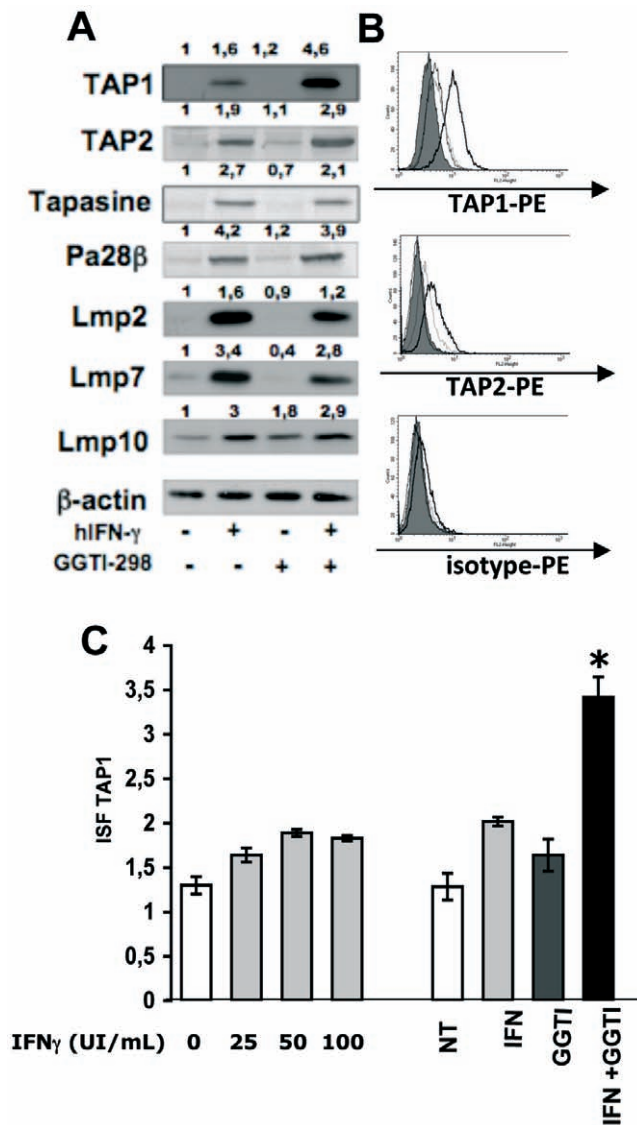 A
1 1,6 1,2 4,6
TAP1
1 1,9 1,1 2,9
TAP2
1 2,7 0,7 2,1
Tapasine
1 4,2 1,2 3,9
Pa28β
1 1,6 0,9 1,2
Lmp2
1 3,4 0,4 2,8
Lmp7
1 3 1,8 2,9
Lmp10
β-actin
hIFN-γ - + - +
GGTI-298 - - + +
B
TAP1-PE
TAP2-PE
isotype-PE
C
ISF TAP1
4
3,5
3
2,5
2
1,5
1
0,5
0
IFNγ (UI/mL) 0 25 50 100
NT
IFN
GGTI
IFN +GGTI
*